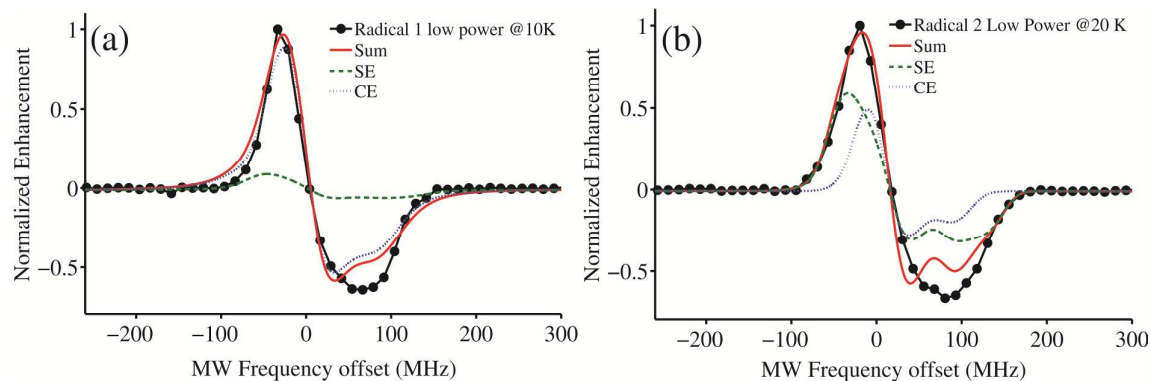 (a)
Radical 1 low power @10K
Sum
SE
CE
Normalized Enhancement
1
0.5
0
−0.5
−200
−100
0
100
200
300
MW Frequency offset (MHz)
(b)
Radical 2 Low Power @20 K
Sum
SE
CE
Normalized Enhancement
1
0.5
0
−0.5
−200
−100
0
100
200
300
MW Frequency offset (MHz)